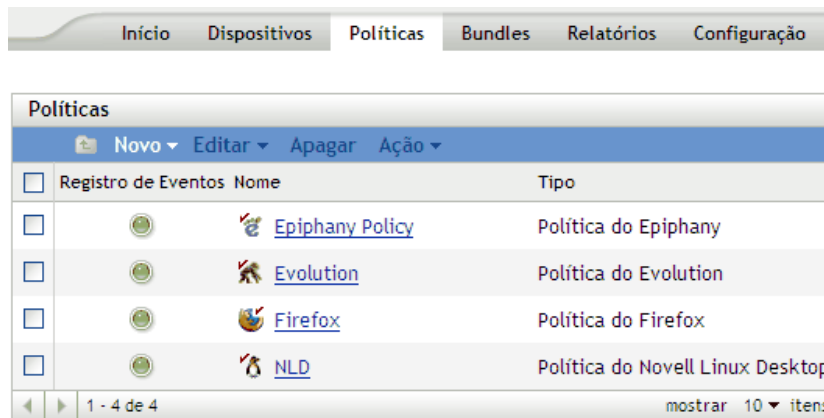 Início Dispositivos Políticas Bundles Relatórios Configuração
Políticas
Novo Editar Apagar Ação
Registro de Eventos Nome Tipo
Epiphany Policy Política do Epiphany
Evolution Política do Evolution
Firefox Política do Firefox
NLD Política do Novell Linux Desktop
1 - 4 de 4 mostrar 10 itens